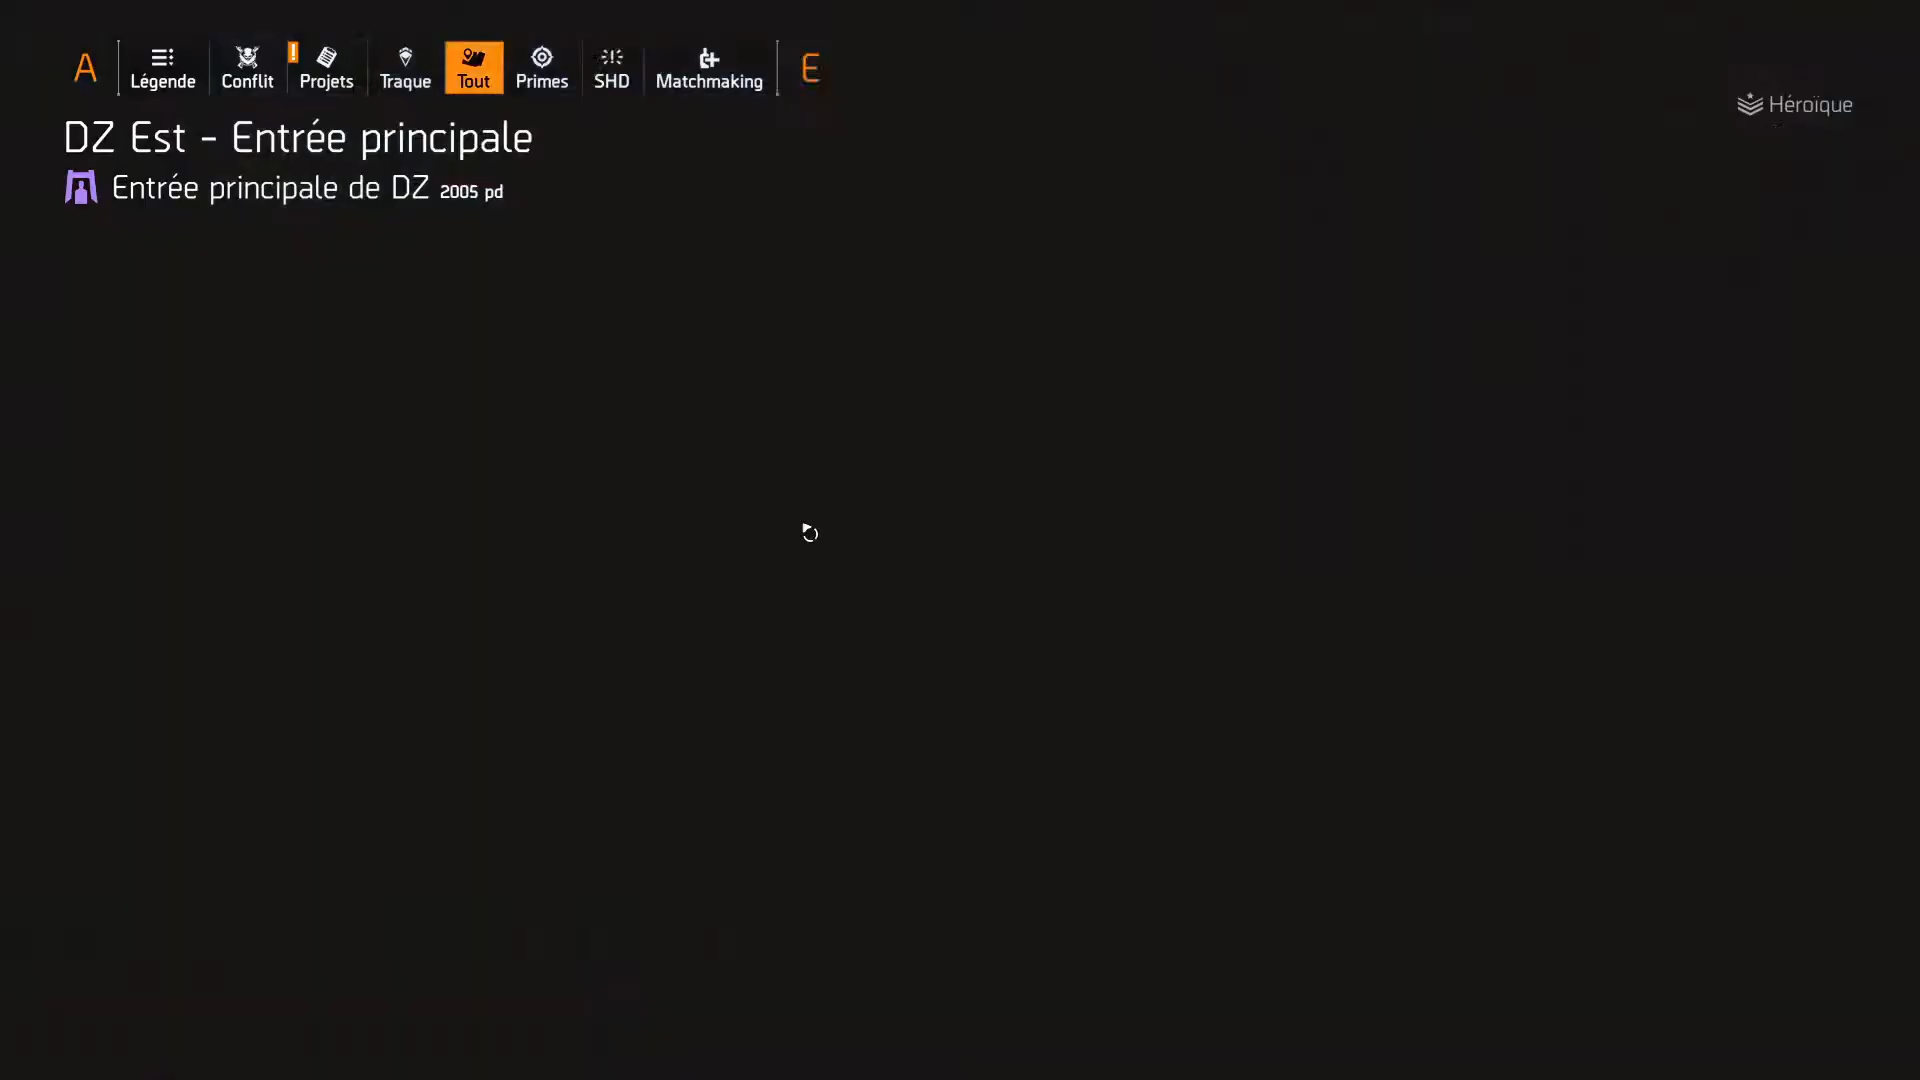 A Légende Conflit ! Projets Traque Tout Primes SHD Matchmaking E
Héroïque
DZ Est - Entrée principale
Entrée principale de DZ 2005 pd